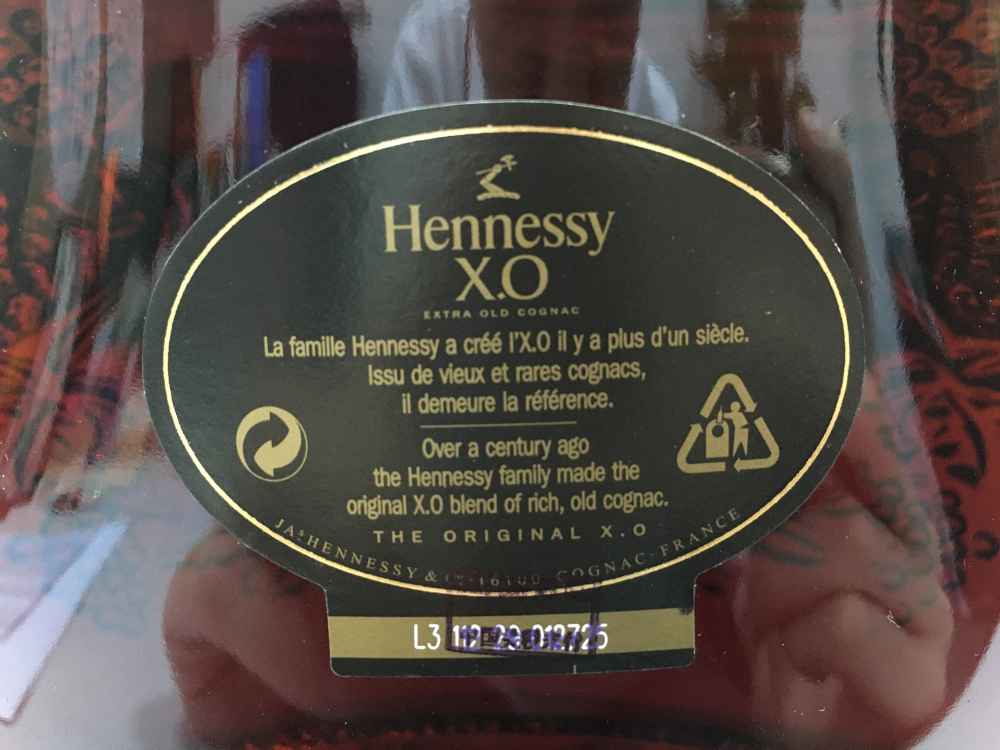 Hennessy
X.O
EXTRA OLD COGNAC
La famille Hennessy a créé l'X.O il y a plus d'un siècle.
Issu de vieux et rares cognacs,
il demeure la référence.
Over a century ago
the Hennessy family made the
original X.O blend of rich, old cognac.
THE ORIGINAL X.O
JAS HENNESSY & 16100 COGNAC-FRANCE
L3